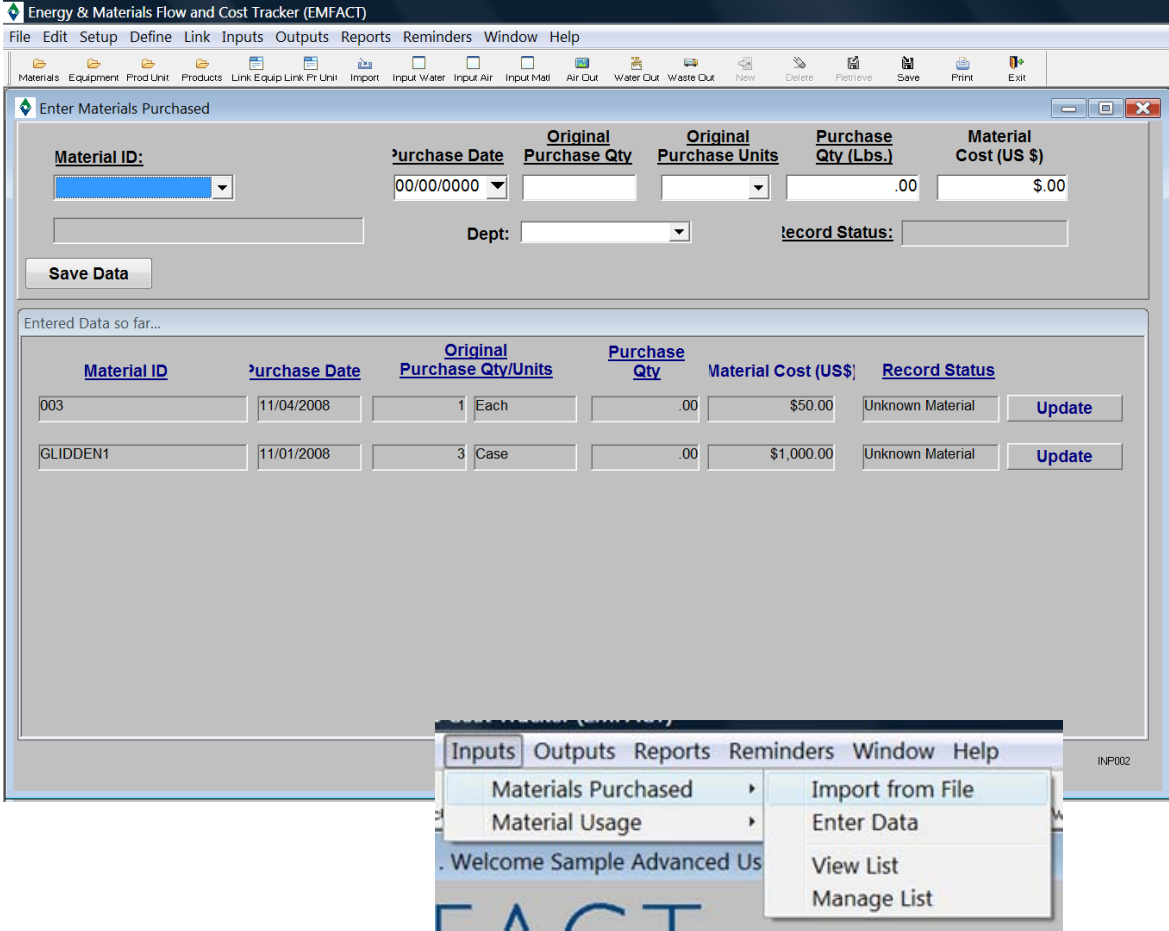 Energy & Materials Flow and Cost Tracker (EMFACT)
File Edit Setup Define Link Inputs Outputs Reports Reminders Window Help
Materials Equipment Prod Unit Products Link Equip Link Pr Unit Import Input Water Input Air Input Matl Air Out Water Out Waste Out New Delete Retrieve Save Print Exit
Enter Materials Purchased
Material ID: Purchase Date Original Purchase Qty Original Purchase Units Purchase Qty (Lbs.) Material Cost (US $)
00/00/0000 .00 $.00
Dept: Record Status:
Save Data
Entered Data so far...
Material ID Purchase Date Original Purchase Qty/Units Purchase Qty Material Cost (US$) Record Status
003 11/04/2008 1 Each .00 $50.00 Unknown Material Update
GLIDDEN1 11/01/2008 3 Case .00 $1,000.00 Unknown Material Update
INP002
Inputs Outputs Reports Reminders Window Help
Materials Purchased Import from File
Material Usage Enter Data
. Welcome Sample Advanced Us View List
Manage List